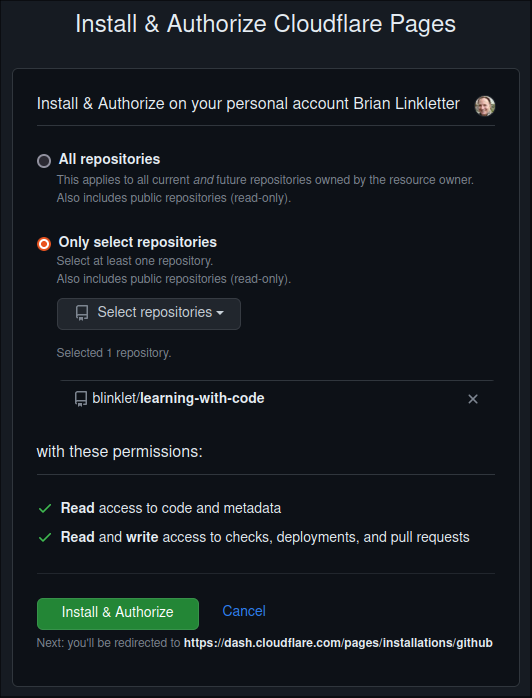 Install & Authorize Cloudflare Pages
Install & Authorize on your personal account Brian Linkletter
All repositories
This applies to all current and future repositories owned by the resource owner.
Also includes public repositories (read-only).
Only select repositories
Select at least one repository.
Also includes public repositories (read-only).
Select repositories
Selected 1 repository.
blinklet/learning-with-code
with these permissions:
Read access to code and metadata
Read and write access to checks, deployments, and pull requests
Install & Authorize Cancel
Next: you'll be redirected to https://dash.cloudflare.com/pages/installations/github